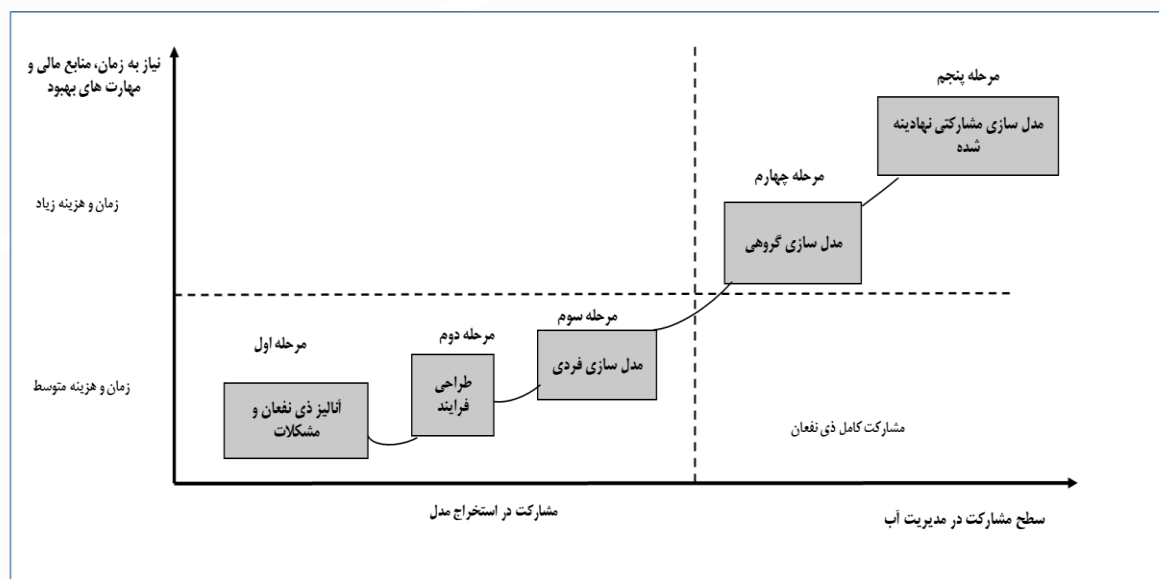 نیاز به زمان، منابع مالی و
مهارت های بهبود
مرحله پنجم
مدل سازی مشارکتی نهادینه
شده
مرحله چهارم
زمان و هزینه زیاد
مدل سازی گروهی
مرحله سوم
مرحله دوم
مرحله اول
مدل سازی فردی
طراحی
فرایند
زمان و هزینه متوسط
آنالیز ذی نفعان و
مشکلات
مشارکت کامل ذی نفعان
مشارکت در استخراج مدل
سطح مشارکت در مدیریت آب